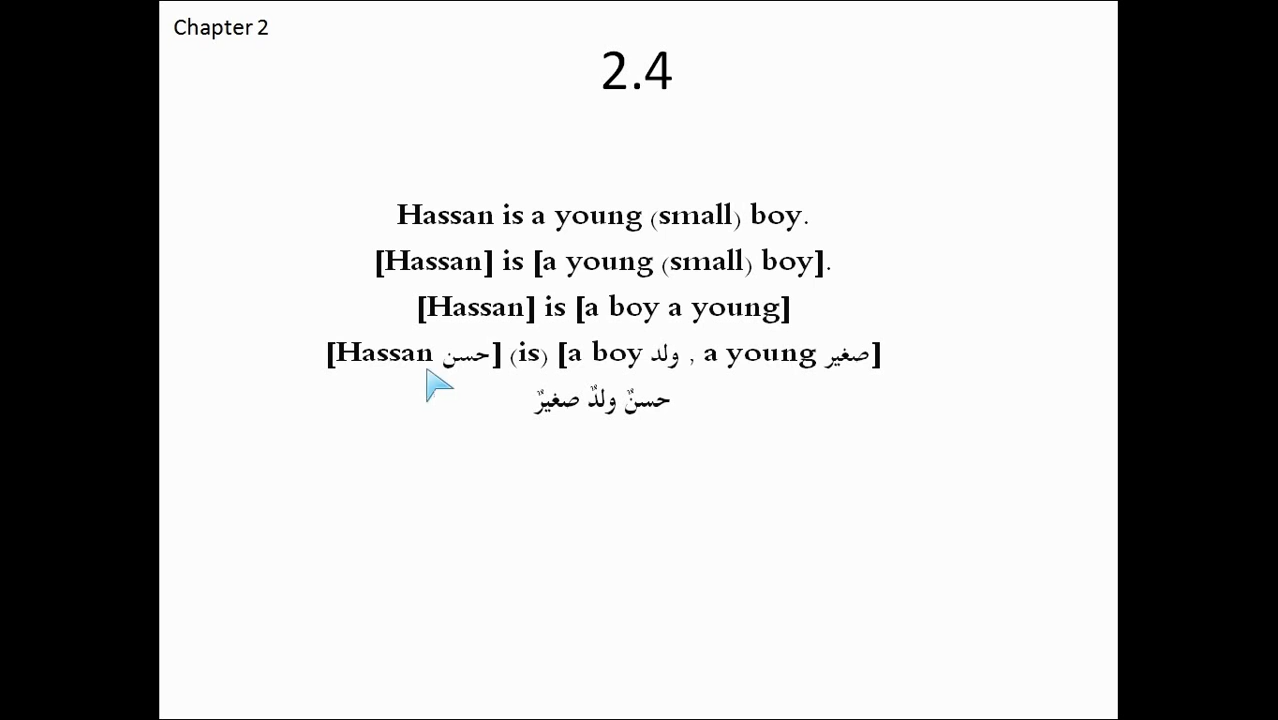 Chapter 2
2.4
Hassan is a young (small) boy.
[Hassan] is [a young (small) boy].
[Hassan] is [a boy a young]
[Hassan حسن] (is) [a boy ولد , a young صغير]
حسنٌ ولدٌ صغيرٌ